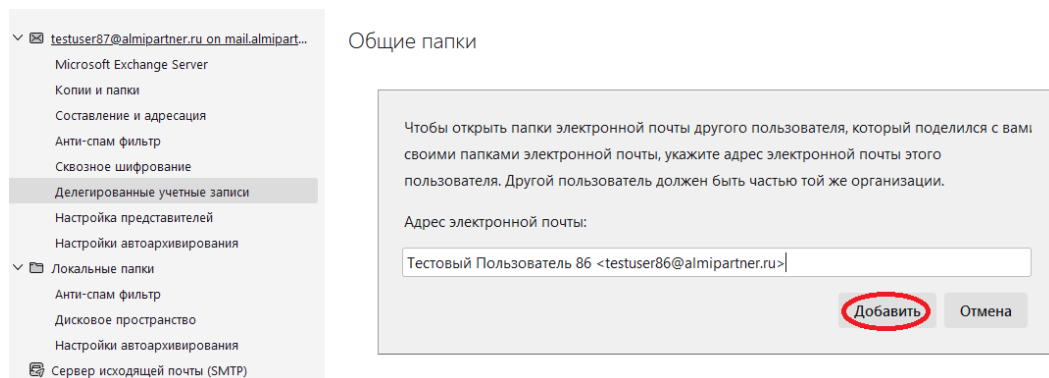 testuser87@almipartner.ru on mail.almipart...
Microsoft Exchange Server
Копии и папки
Составление и адресация
Анти-спам фильтр
Сквозное шифрование
Делегированные учетные записи
Настройка представителей
Настройки автоархивирования
Локальные папки
Анти-спам фильтр
Дисковое пространство
Настройки автоархивирования
Сервер исходящей почты (SMTP)
Общие папки
Чтобы открыть папки электронной почты другого пользователя, который поделился с вами
своими папками электронной почты, укажите адрес электронной почты этого
пользователя. Другой пользователь должен быть частью той же организации.
Адрес электронной почты:
Тестовый Пользователь 86 <testuser86@almipartner.ru>
Добавить
Отмена